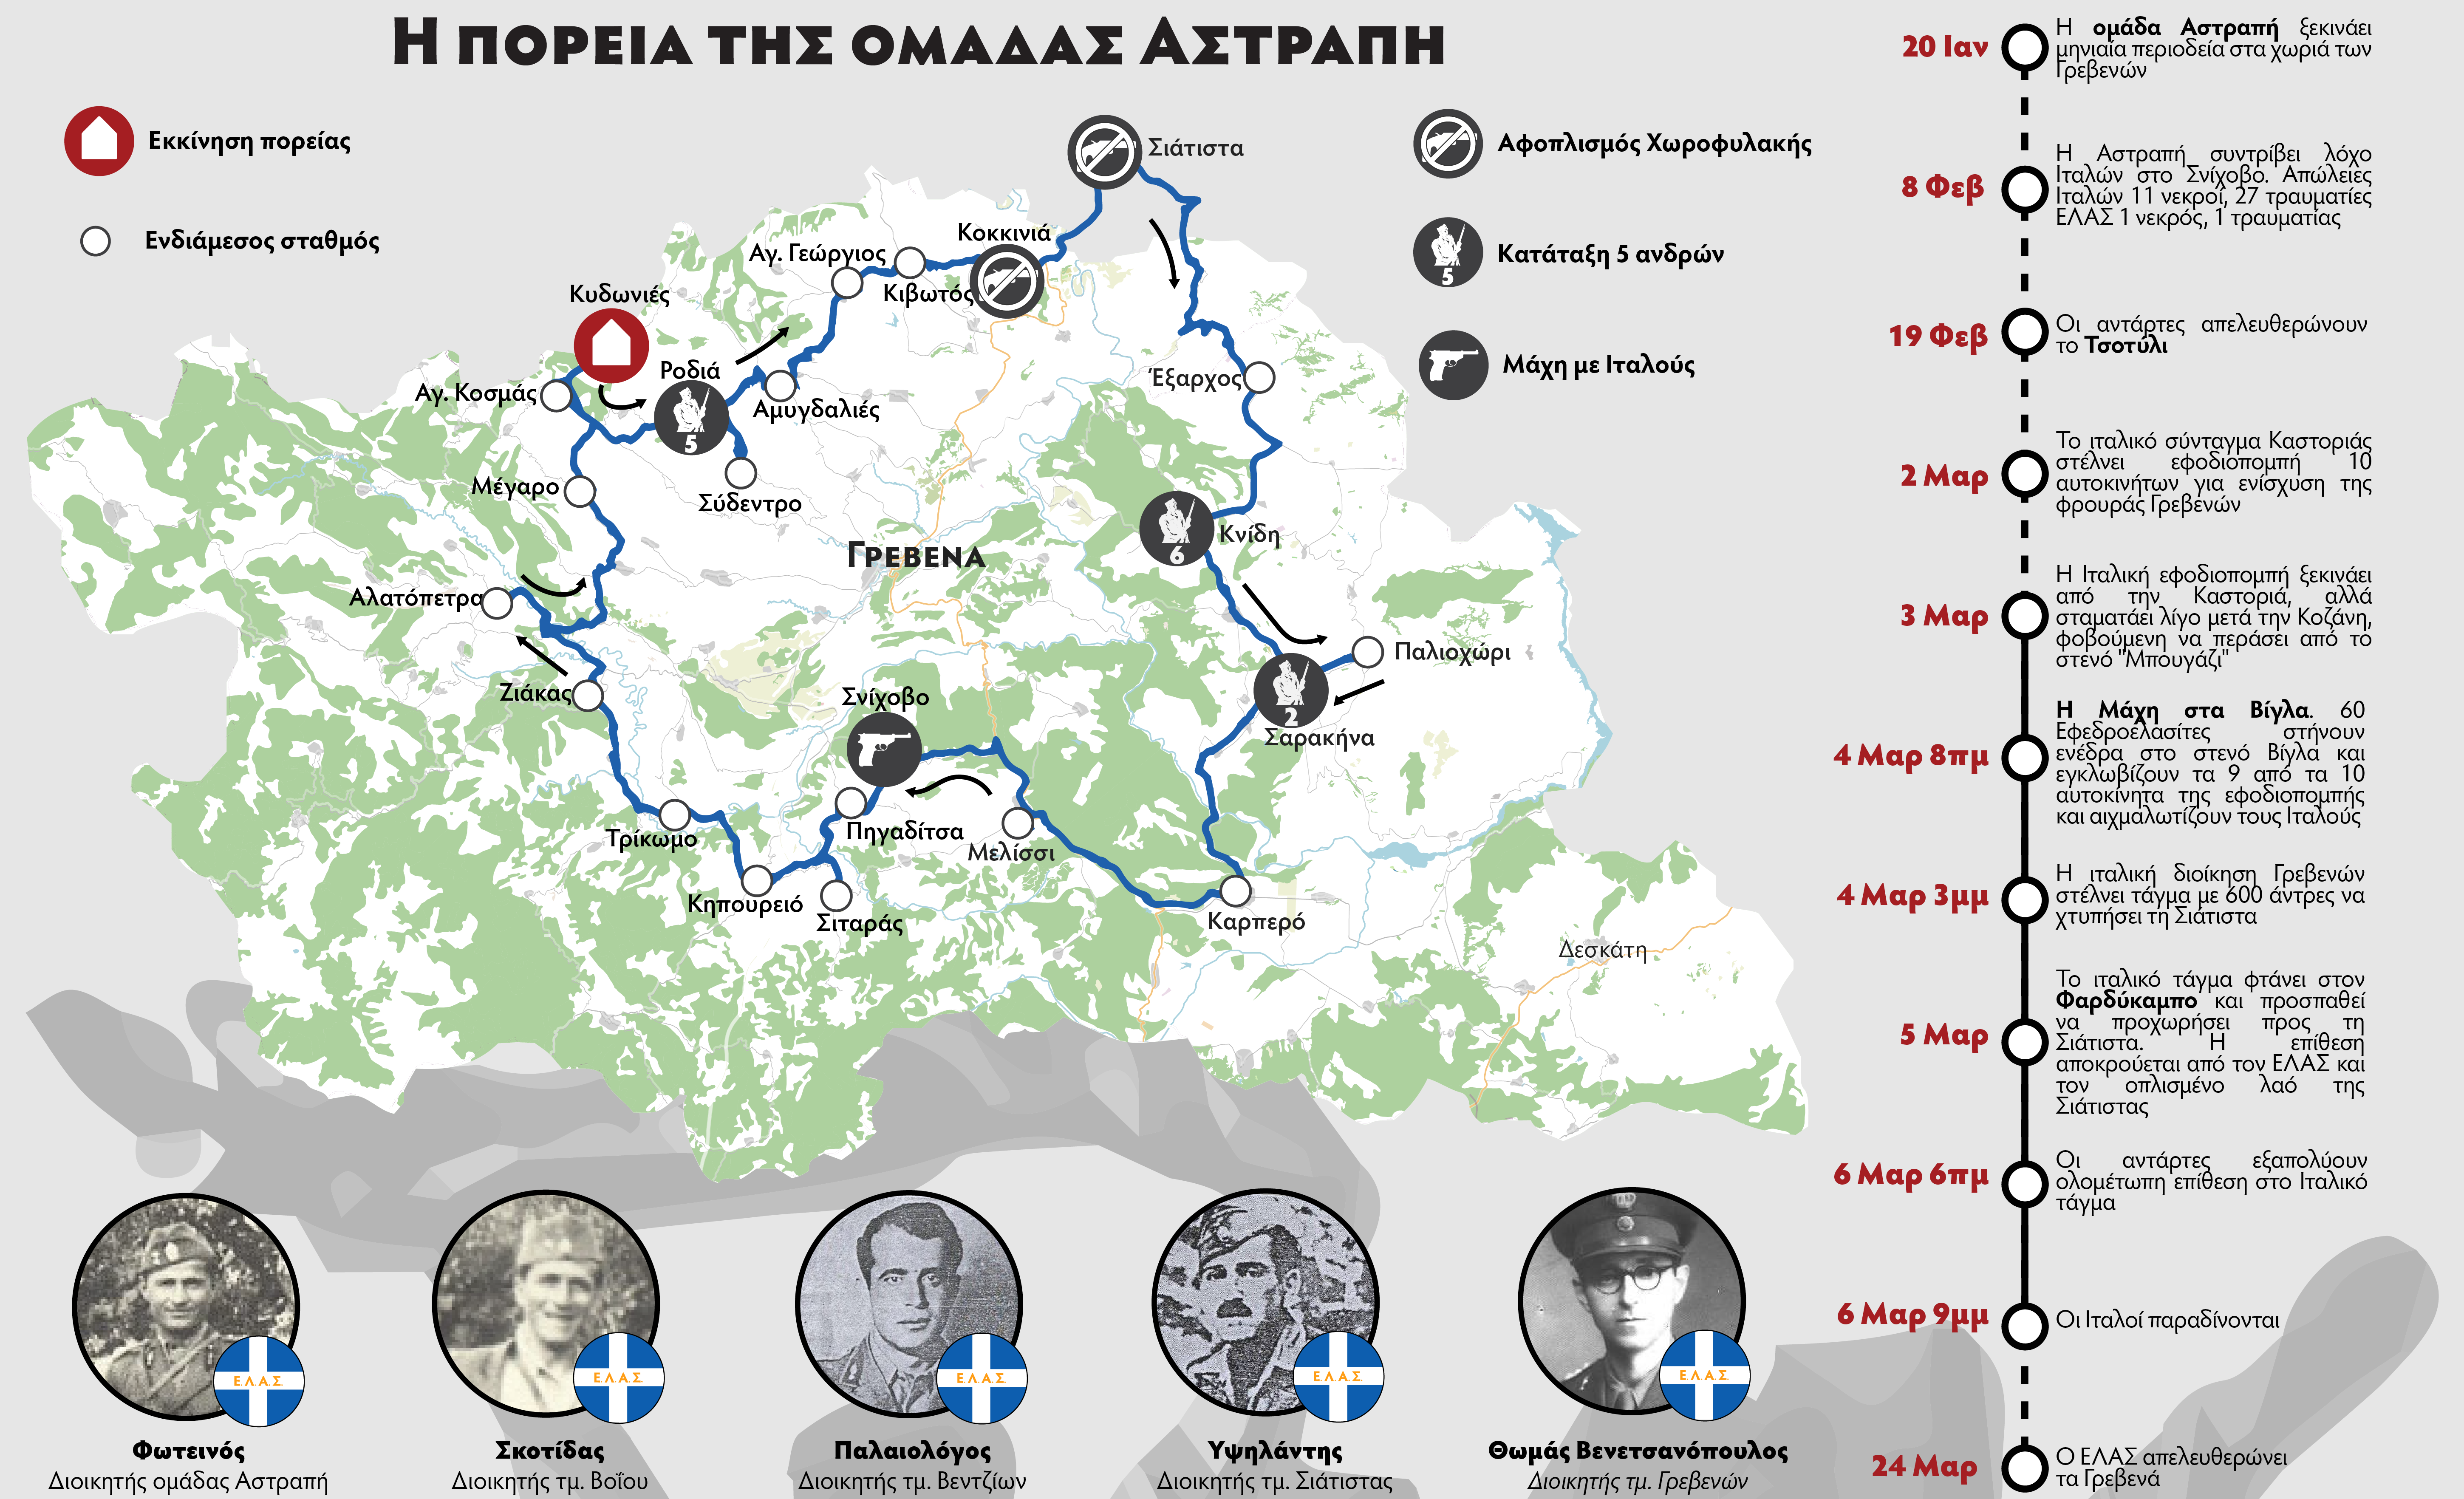 Η ΠΟΡΕΙΑ ΤΗΣ ΟΜΑΔΑΣ ΑΣΤΡΑΠΗ
Εκκίνηση πορείας
Ενδιάμεσος σταθμός
Αφοπλισμός Χωροφυλακής
5
Κατάταξη 5 ανδρών
Μάχη με Ιταλούς
Σιάτιστα
Κοκκινιά
Αγ. Γεώργιος
Κιβωτός
Κυδωνιές
Ροδιά
5
Αγ. Κοσμάς
Αμυγδαλιές
Έξαρχος
Μέγαρο
Σύδεντρο
Κνίδη
6
ΓΡΕΒΕΝΑ
Αλατόπετρα
Παλιοχώρι
Ζιάκας
Σνίχοβο
2
Σαρακήνα
Τρίκωμο
Πηγαδίτσα
Μελίσσι
Κηπουρειό
Σιταράς
Καρπερό
Δεσκάτη
20 Ιαν
Η ομάδα Αστραπή ξεκινάει
μηνιαία περιοδεία στα χωριά των
Γρεβενών
8 Φεβ
Η Αστραπή συντρίβει λόχο
Ιταλών στο Σνίχοβο. Απώλειες
Ιταλών 11 νεκροί, 27 τραυματίες
ΕΛΑΣ 1 νεκρός, 1 τραυματίας
19 Φεβ
Οι αντάρτες απελευθερώνουν
το Τσοτύλι
2 Μαρ
Το ιταλικό σύνταγμα Καστοριάς
στέλνει εφοδιοπομπή 10
αυτοκινήτων για ενίσχυση της
φρουράς Γρεβενών
3 Μαρ
Η Ιταλική εφοδιοπομπή ξεκινάει
από την Καστοριά, αλλά
σταματάει λίγο μετά την Κοζάνη,
φοβούμενη να περάσει από το
στενό "Μπουγάζι"
4 Μαρ 8πμ
Η Μάχη στα Βίγλα. 60
Εφεδροελασίτες στήνουν
ενέδρα στο στενό Βίγλα και
εγκλωβίζουν τα 9 από τα 10
αυτοκίνητα της εφοδιοπομπής
και αιχμαλωτίζουν τους Ιταλούς
4 Μαρ 3μμ
Η ιταλική διοίκηση Γρεβενών
στέλνει τάγμα με 600 άντρες να
χτυπήσει τη Σιάτιστα
5 Μαρ
Το ιταλικό τάγμα φτάνει στον
Φαρδύκαμπο και προσπαθεί
να προχωρήσει προς τη
Σιάτιστα. Η επίθεση
αποκρούεται από τον ΕΛΑΣ και
τον οπλισμένο λαό της
Σιάτιστας
6 Μαρ 6πμ
Οι αντάρτες εξαπολύουν
ολομέτωπη επίθεση στο Ιταλικό
τάγμα
6 Μαρ 9μμ
Οι Ιταλοί παραδίνονται
24 Μαρ
Ο ΕΛΑΣ απελευθερώνει
τα Γρεβενά
Ε.Λ.Α.Σ.
Φωτεινός
Διοικητής ομάδας Αστραπή
Ε.Λ.Α.Σ.
Σκοτίδας
Διοικητής τμ. Βοΐου
Ε.Λ.Α.Σ.
Παλαιολόγος
Διοικητής τμ. Βεντζίων
Ε.Λ.Α.Σ.
Υψηλάντης
Διοικητής τμ. Σιάτιστας
Ε.Λ.Α.Σ.
Θωμάς Βενετσανόπουλος
Διοικητής τμ. Γρεβενών